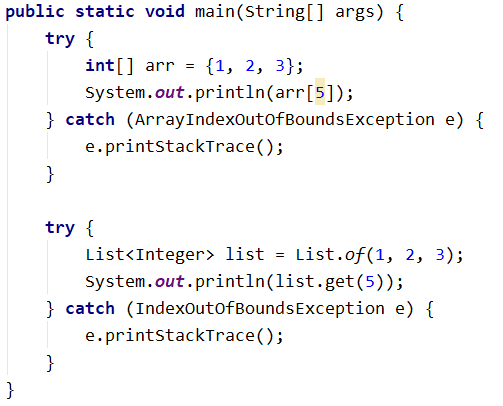 public static void main(String[] args) {
    try {
        int[] arr = {1, 2, 3};
        System.out.println(arr[5]);
    } catch (ArrayIndexOutOfBoundsException e) {
        e.printStackTrace();
    }

    try {
        List<Integer> list = List.of(1, 2, 3);
        System.out.println(list.get(5));
    } catch (IndexOutOfBoundsException e) {
        e.printStackTrace();
    }
}